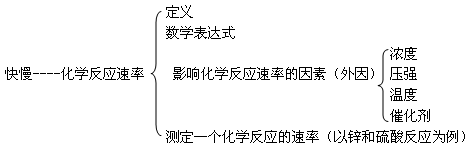 定义
数学表达式
浓度
快慢----化学反应速率
影响化学反应速率的因素（外因）
压强
温度
催化剂
测定一个化学反应的速率（以锌和硫酸反应为例）